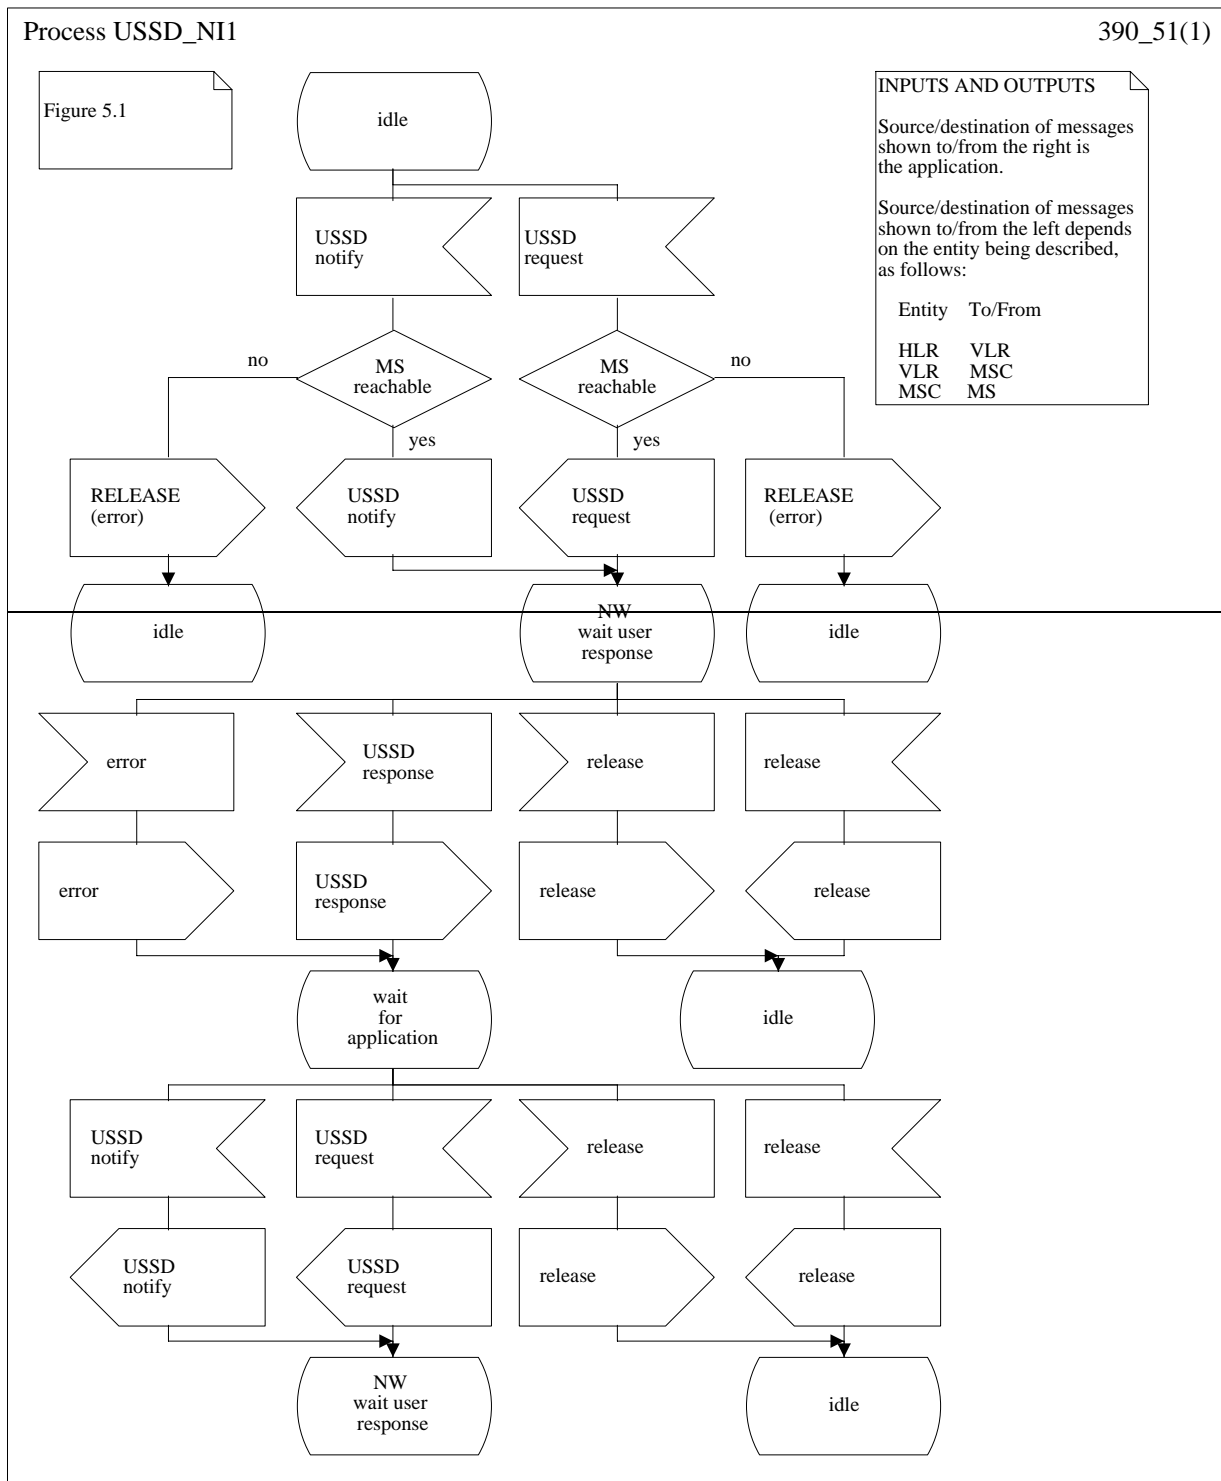 Process USSD_NI1
390_51(1)
Figure 5.1
idle
INPUTS AND OUTPUTS
Source/destination of messages
shown to/from the right is
the application.
Source/destination of messages
shown to/from the left depends
on the entity being described,
as follows:
Entity To/From
HLR VLR
VLR MSC
MSC MS
USSD
notify
USSD
request
no
MS
reachable
MS
reachable
no
yes
yes
RELEASE
(error)
USSD
notify
USSD
request
RELEASE
(error)
idle
NW
wait user
response
idle
error
USSD
response
release
release
error
USSD
response
release
release
wait
for
application
idle
USSD
notify
USSD
request
release
release
USSD
notify
USSD
request
release
release
NW
wait user
response
idle